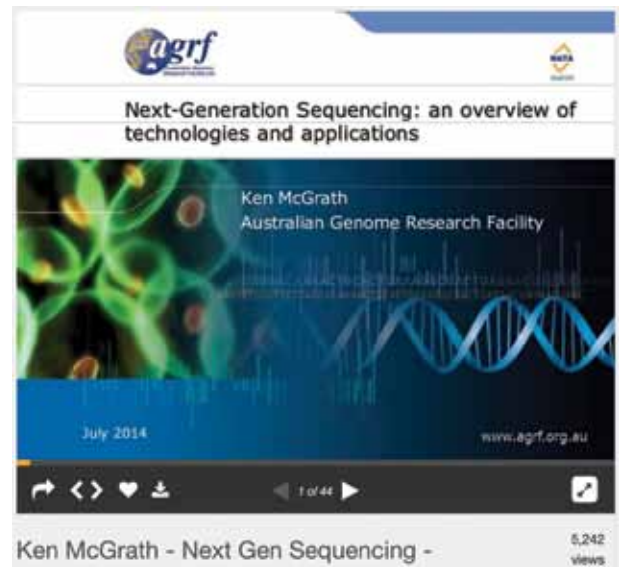 agrf
NATA
Next-Generation Sequencing: an overview of
technologies and applications
Ken McGrath
Australian Genome Research Facility
July 2014
www.agrf.org.au
1 of 44
Ken McGrath - Next Gen Sequencing -
5,242
views